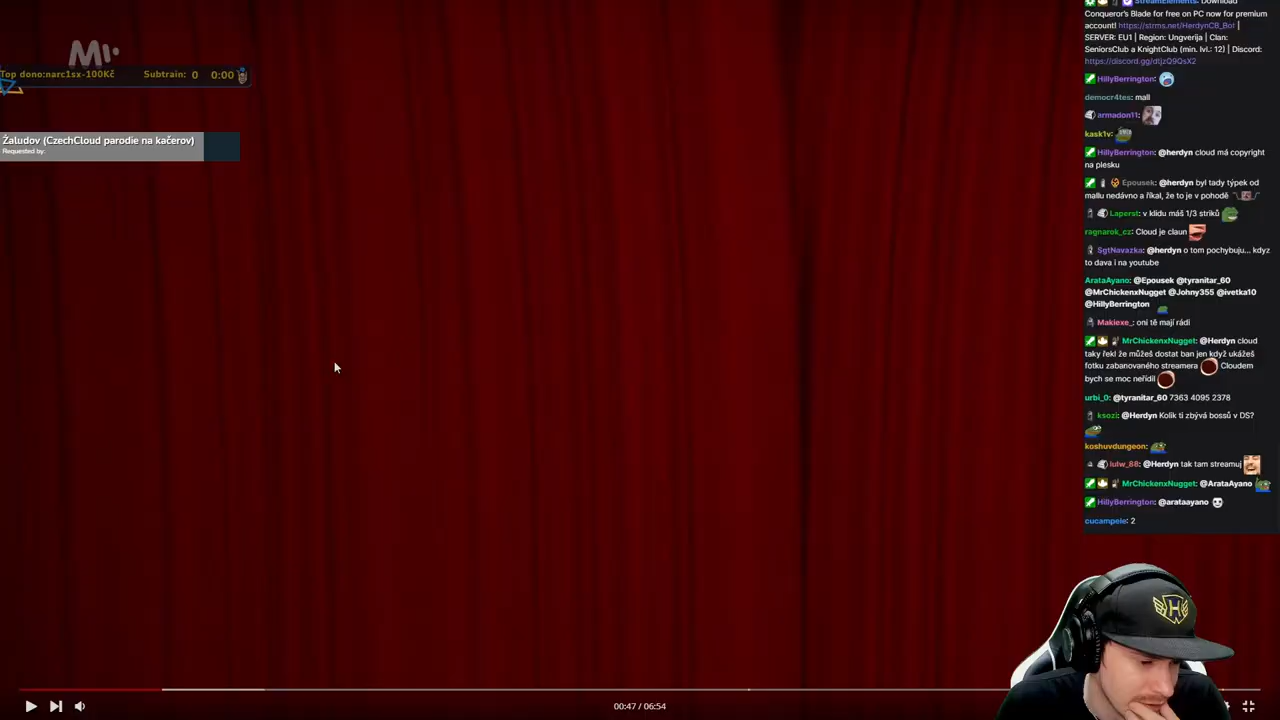 StreamElements: Download
Conqueror's Blade for free on PC now for premium
account! https://strms.net/HerdynCB_Bot |
SERVER: EU1 | Region: Ungverija | Clan:
SeniorsClub a KnightClub (min. lvl.: 12) | Discord:
https://discord.gg/dtjzQ9QsX2
HillyBerrington:
democr4tes: mall
armadon11:
kask1v:
HillyBerrington: @herdyn cloud má copyright
na plesku
Epousek: @herdyn byl tady týpek od
mallu nedávno a říkal, že to je v pohodě
Laperat: v klidu máš 1/3 striků
ragnarok_cz: Cloud je claun
SgtNavazka: @herdyn o tom pochybuju... kdyz
to dava i na youtube
ArataAyano: @Epousek @tyranitar_60
@MrChickenxNugget @Johny355 @ivetka10
@HillyBerrington
Makiexe_: oni tě mají rádi
MrChickenxNugget: @Herdyn cloud
taky řekl že můžeš dostat ban jen když ukážeš
fotku zabanovaného streamera Cloudem
bych se moc neřídil
urbi_0: @tyranitar_60 7363 4095 2378
ksozi: @Herdyn Kolik ti zbývá bossů v DS?
koshuvdungeon:
iulw_88: @Herdyn tak tam streamuj
MrChickenxNugget: @ArataAyano
HillyBerrington: @arataayano
cucampeie: 2
Top dono:narc1sx-100Kč Subtrain: 0 0:00
Žaludov (CzechCloud parodie na kačerov)
Requested by:
00:47 / 06:54